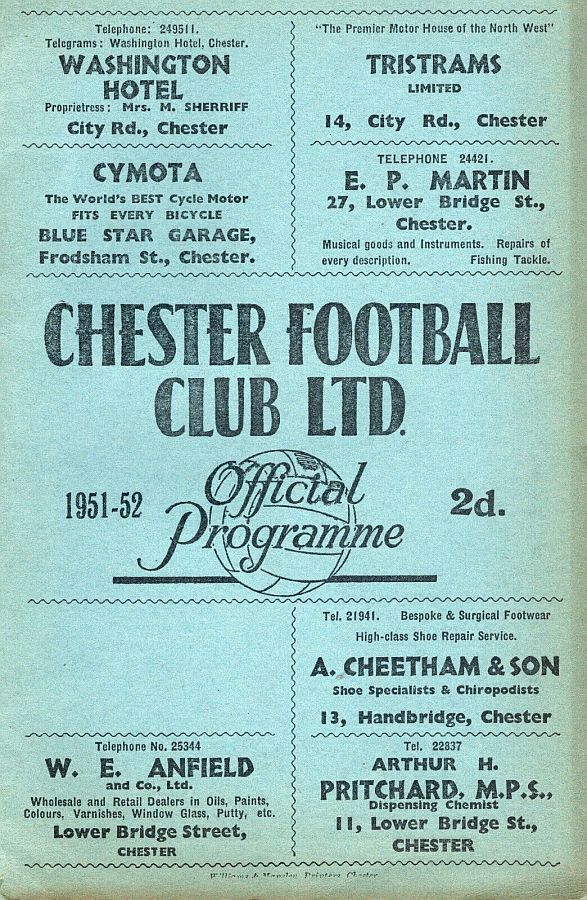 Telephone: 249511.
Telegrams: Washington Hotel, Chester.
WASHINGTON
HOTEL
Proprietress: Mrs. M. SHERRIFF
City Rd., Chester
"The Premier Motor House of the North West"
TRISTRAMS
LIMITED
14, City Rd., Chester
CYMOTA
The World's BEST Cycle Motor
FITS EVERY BICYCLE
BLUE STAR GARAGE,
Frodsham St., Chester.
TELEPHONE 24421.
E. P. MARTIN
27, Lower Bridge St.,
Chester.
Musical goods and Instruments. Repairs of
every description. Fishing Tackle.
CHESTER FOOTBALL
CLUB LTD.
1951-52
Official
Programme
2d.
Tel. 21941. Bespoke & Surgical Footwear
High-class Shoe Repair Service.
A. CHEETHAM & SON
Shoe Specialists & Chiropodists
13, Handbridge, Chester
Telephone No. 25344
W. E. ANFIELD
and Co., Ltd.
Wholesale and Retail Dealers in Oils, Paints,
Colours, Varnishes, Window Glass, Putty, etc.
Lower Bridge Street,
CHESTER
Tel. 22837
ARTHUR H.
PRITCHARD, M.P.S.,
Dispensing Chemist
11, Lower Bridge St.,
CHESTER
Williams & Printers Chester